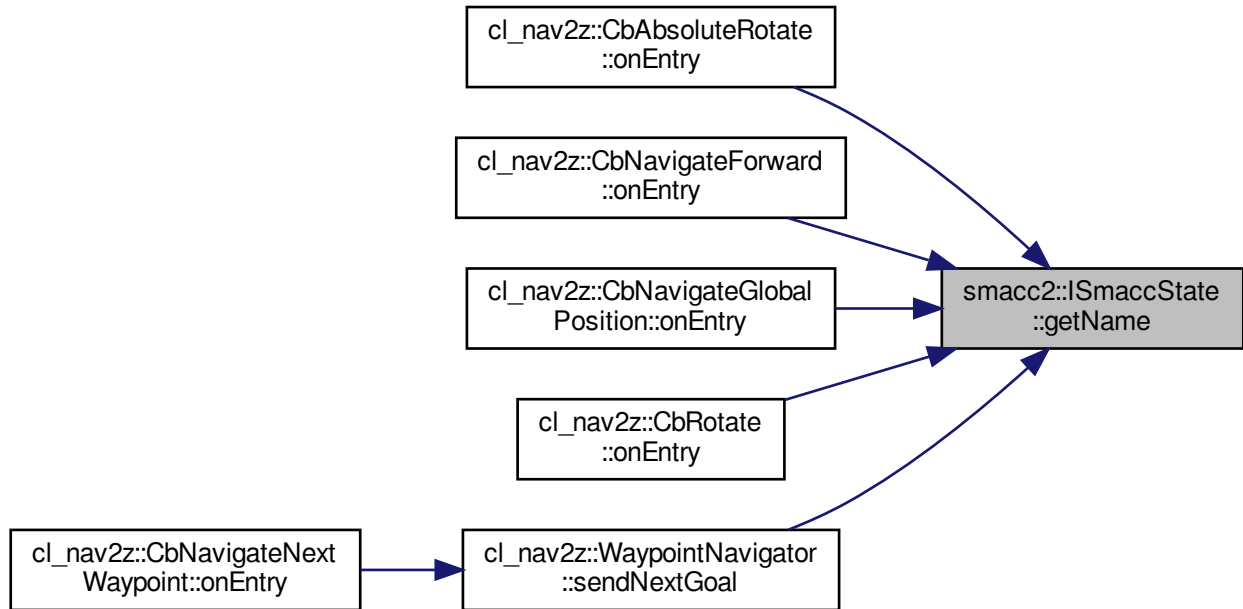 cl_nav2z::CbAbsoluteRotate
::onEntry
cl_nav2z::CbNavigateForward
::onEntry
cl_nav2z::CbNavigateGlobal
Position::onEntry
smacc2::ISmaccState
::getName
cl_nav2z::CbRotate
::onEntry
cl_nav2z::CbNavigateNext
Waypoint::onEntry
cl_nav2z::WaypointNavigator
::sendNextGoal